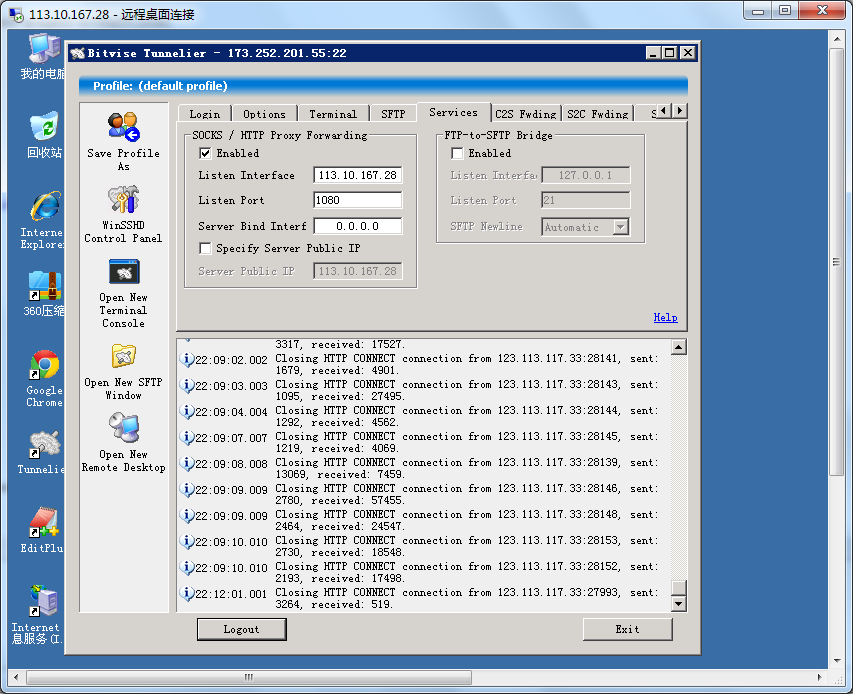 113.10.167.28 - 远程桌面连接
我的电脑
回收站
Internet
Explorer
360压缩
Google
Chrome
Tunnelie
EditPlu
Internet
息服务(I.
Bitvise Tunnelier - 173.252.201.55:22
Profile: (default profile)
Save Profile
As
WinSSHD
Control Panel
Open New
Terminal
Console
Open New SFTP
Window
Open New
Remote Desktop
Login
Options
Terminal
SFTP
Services
C2S Fwding
S2C Fwding
S
SOCKS / HTTP Proxy Forwarding
Enabled
Listen Interface 113.10.167.28
Listen Port 1080
Server Bind Interf 0.0.0.0
Specify Server Public IP
Server Public IP 113.10.167.28
FTP-to-SFTP Bridge
Enabled
Listen Interfa 127.0.0.1
Listen Port 21
SFTP Newline Automatic
Help
3317, received: 17527.
22:09:02.002 Closing HTTP CONNECT connection from 123.113.117.33:28141, sent:
1679, received: 4901.
22:09:03.003 Closing HTTP CONNECT connection from 123.113.117.33:28143, sent:
1095, received: 27495.
22:09:04.004 Closing HTTP CONNECT connection from 123.113.117.33:28144, sent:
1292, received: 4562.
22:09:07.007 Closing HTTP CONNECT connection from 123.113.117.33:28145, sent:
1219, received: 4069.
22:09:08.008 Closing HTTP CONNECT connection from 123.113.117.33:28139, sent:
13069, received: 7459.
22:09:09.009 Closing HTTP CONNECT connection from 123.113.117.33:28146, sent:
2780, received: 57455.
22:09:09.009 Closing HTTP CONNECT connection from 123.113.117.33:28148, sent:
2464, received: 24547.
22:09:10.010 Closing HTTP CONNECT connection from 123.113.117.33:28153, sent:
2730, received: 18548.
22:09:10.010 Closing HTTP CONNECT connection from 123.113.117.33:28152, sent:
2193, received: 17498.
22:12:01.001 Closing HTTP CONNECT connection from 123.113.117.33:27993, sent:
3264, received: 519.
Logout
Exit